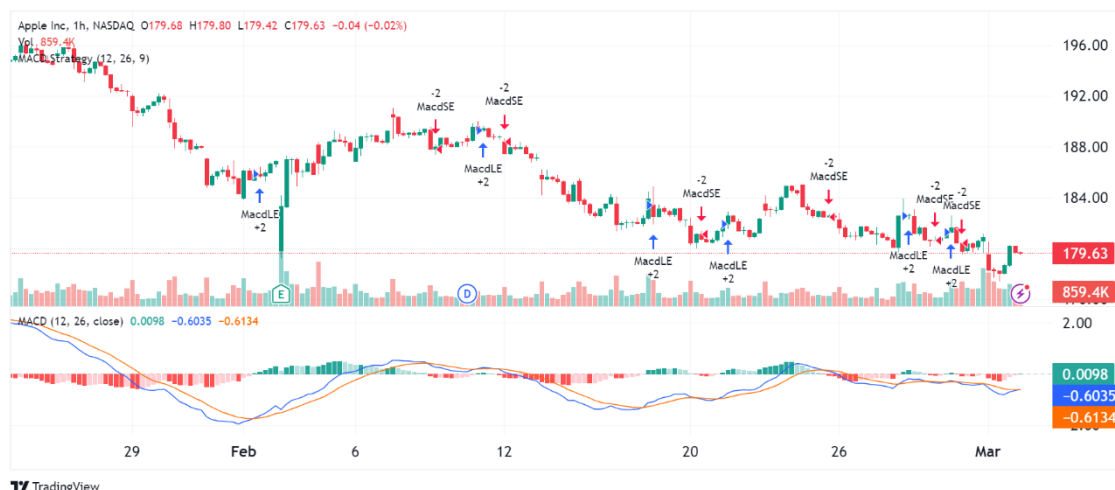 Apple Inc, 1h, NASDAQ O179.68 H179.80 L179.42 C179.63 -0.04 (-0.02%)
Vol 859.4K
MACD Strategy (12, 26, 9)
196.00
192.00
188.00
184.00
179.63
859.4K
-2
MacdSE
-2
MacdSE
-2
MacdSE
-2
MacdSE
-2
MacdSE
-2
MacdSE
MacdLE
+2
MacdLE
+2
MacdLE
+2
MacdLE
+2
MacdLE
+2
MacdLE
+2
E
D
MACD (12, 26, close) 0.0098 -0.6035 -0.6134
2.00
0.0098
-0.6035
-0.6134
29 Feb 6 12 20 26 Mar
TradingView